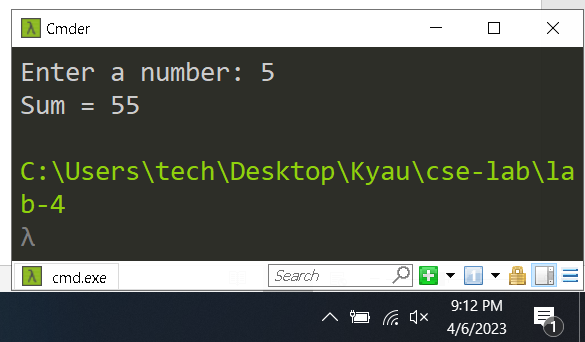 λ Cmder
Enter a number: 5
Sum = 55
C:\Users\tech\Desktop\Kyau\cse-lab\la
b-4
λ
λ cmd.exe
Search
1
9:12 PM
4/6/2023
1